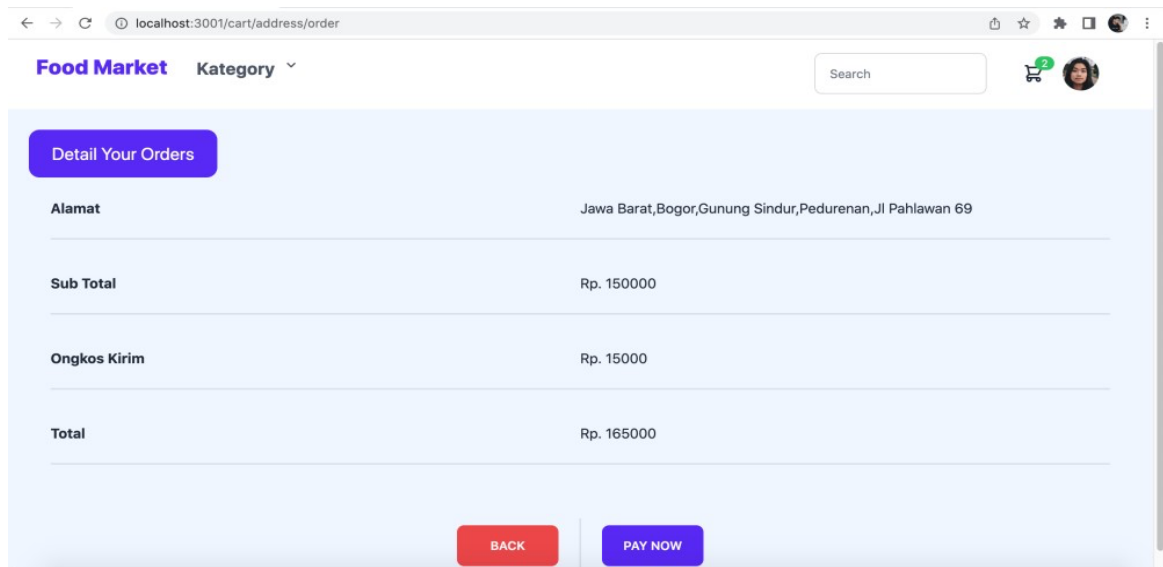 localhost:3001/cart/address/order
Food Market Kategory Search 2
Detail Your Orders
Alamat Jawa Barat,Bogor,Gunung Sindur,Pedurenan,Jl Pahlawan 69
Sub Total Rp. 150000
Ongkos Kirim Rp. 15000
Total Rp. 165000
BACK PAY NOW